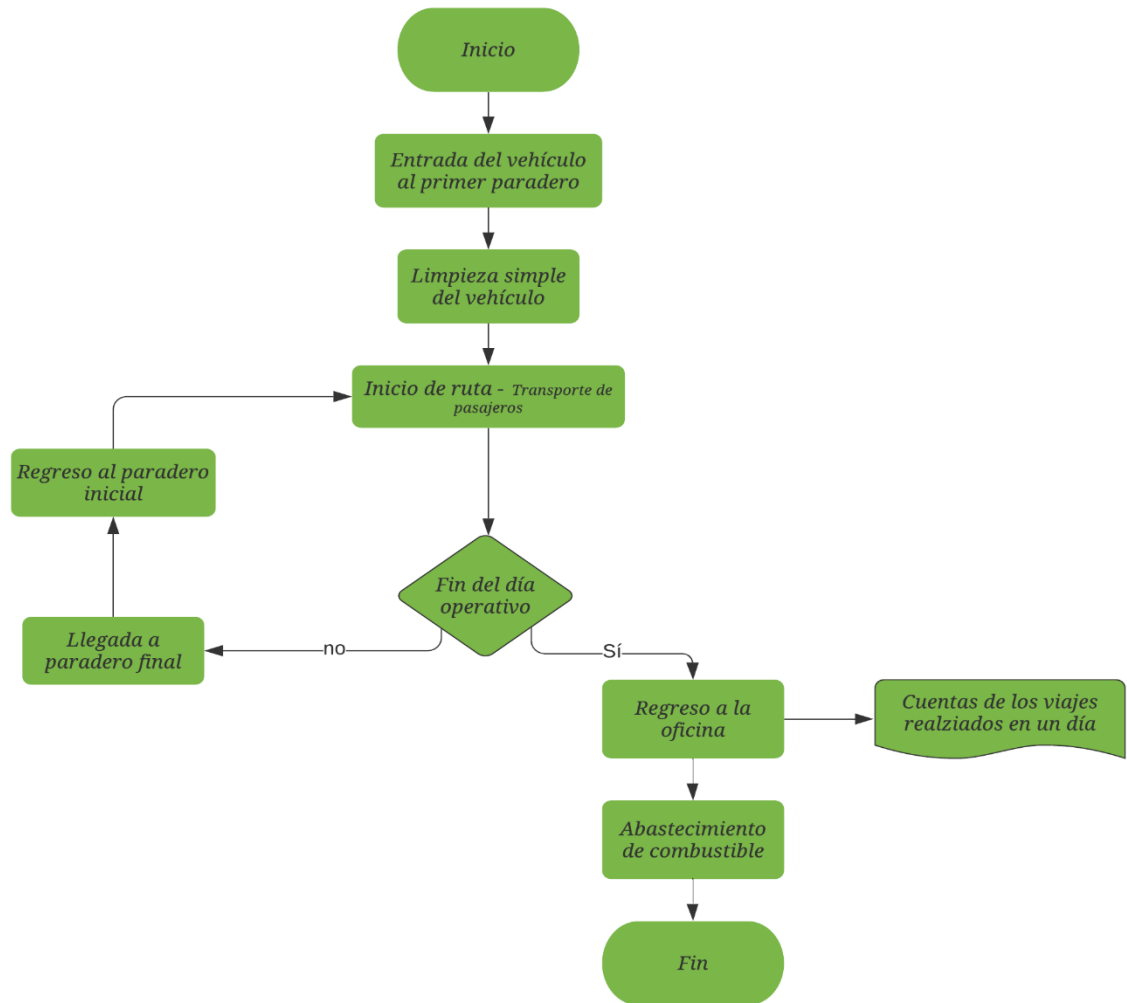 Inicio
Entrada del vehículo
al primer paradero
Limpieza simple
del vehículo
Inicio de ruta - Transporte de
pasajeros
Regreso al paradero
inicial
Fin del día
operativo
Llegada a
paradero final
no
Sí
Regreso a la
oficina
Cuentas de los viajes
realziados en un día
Abastecimiento
de combustible
Fin